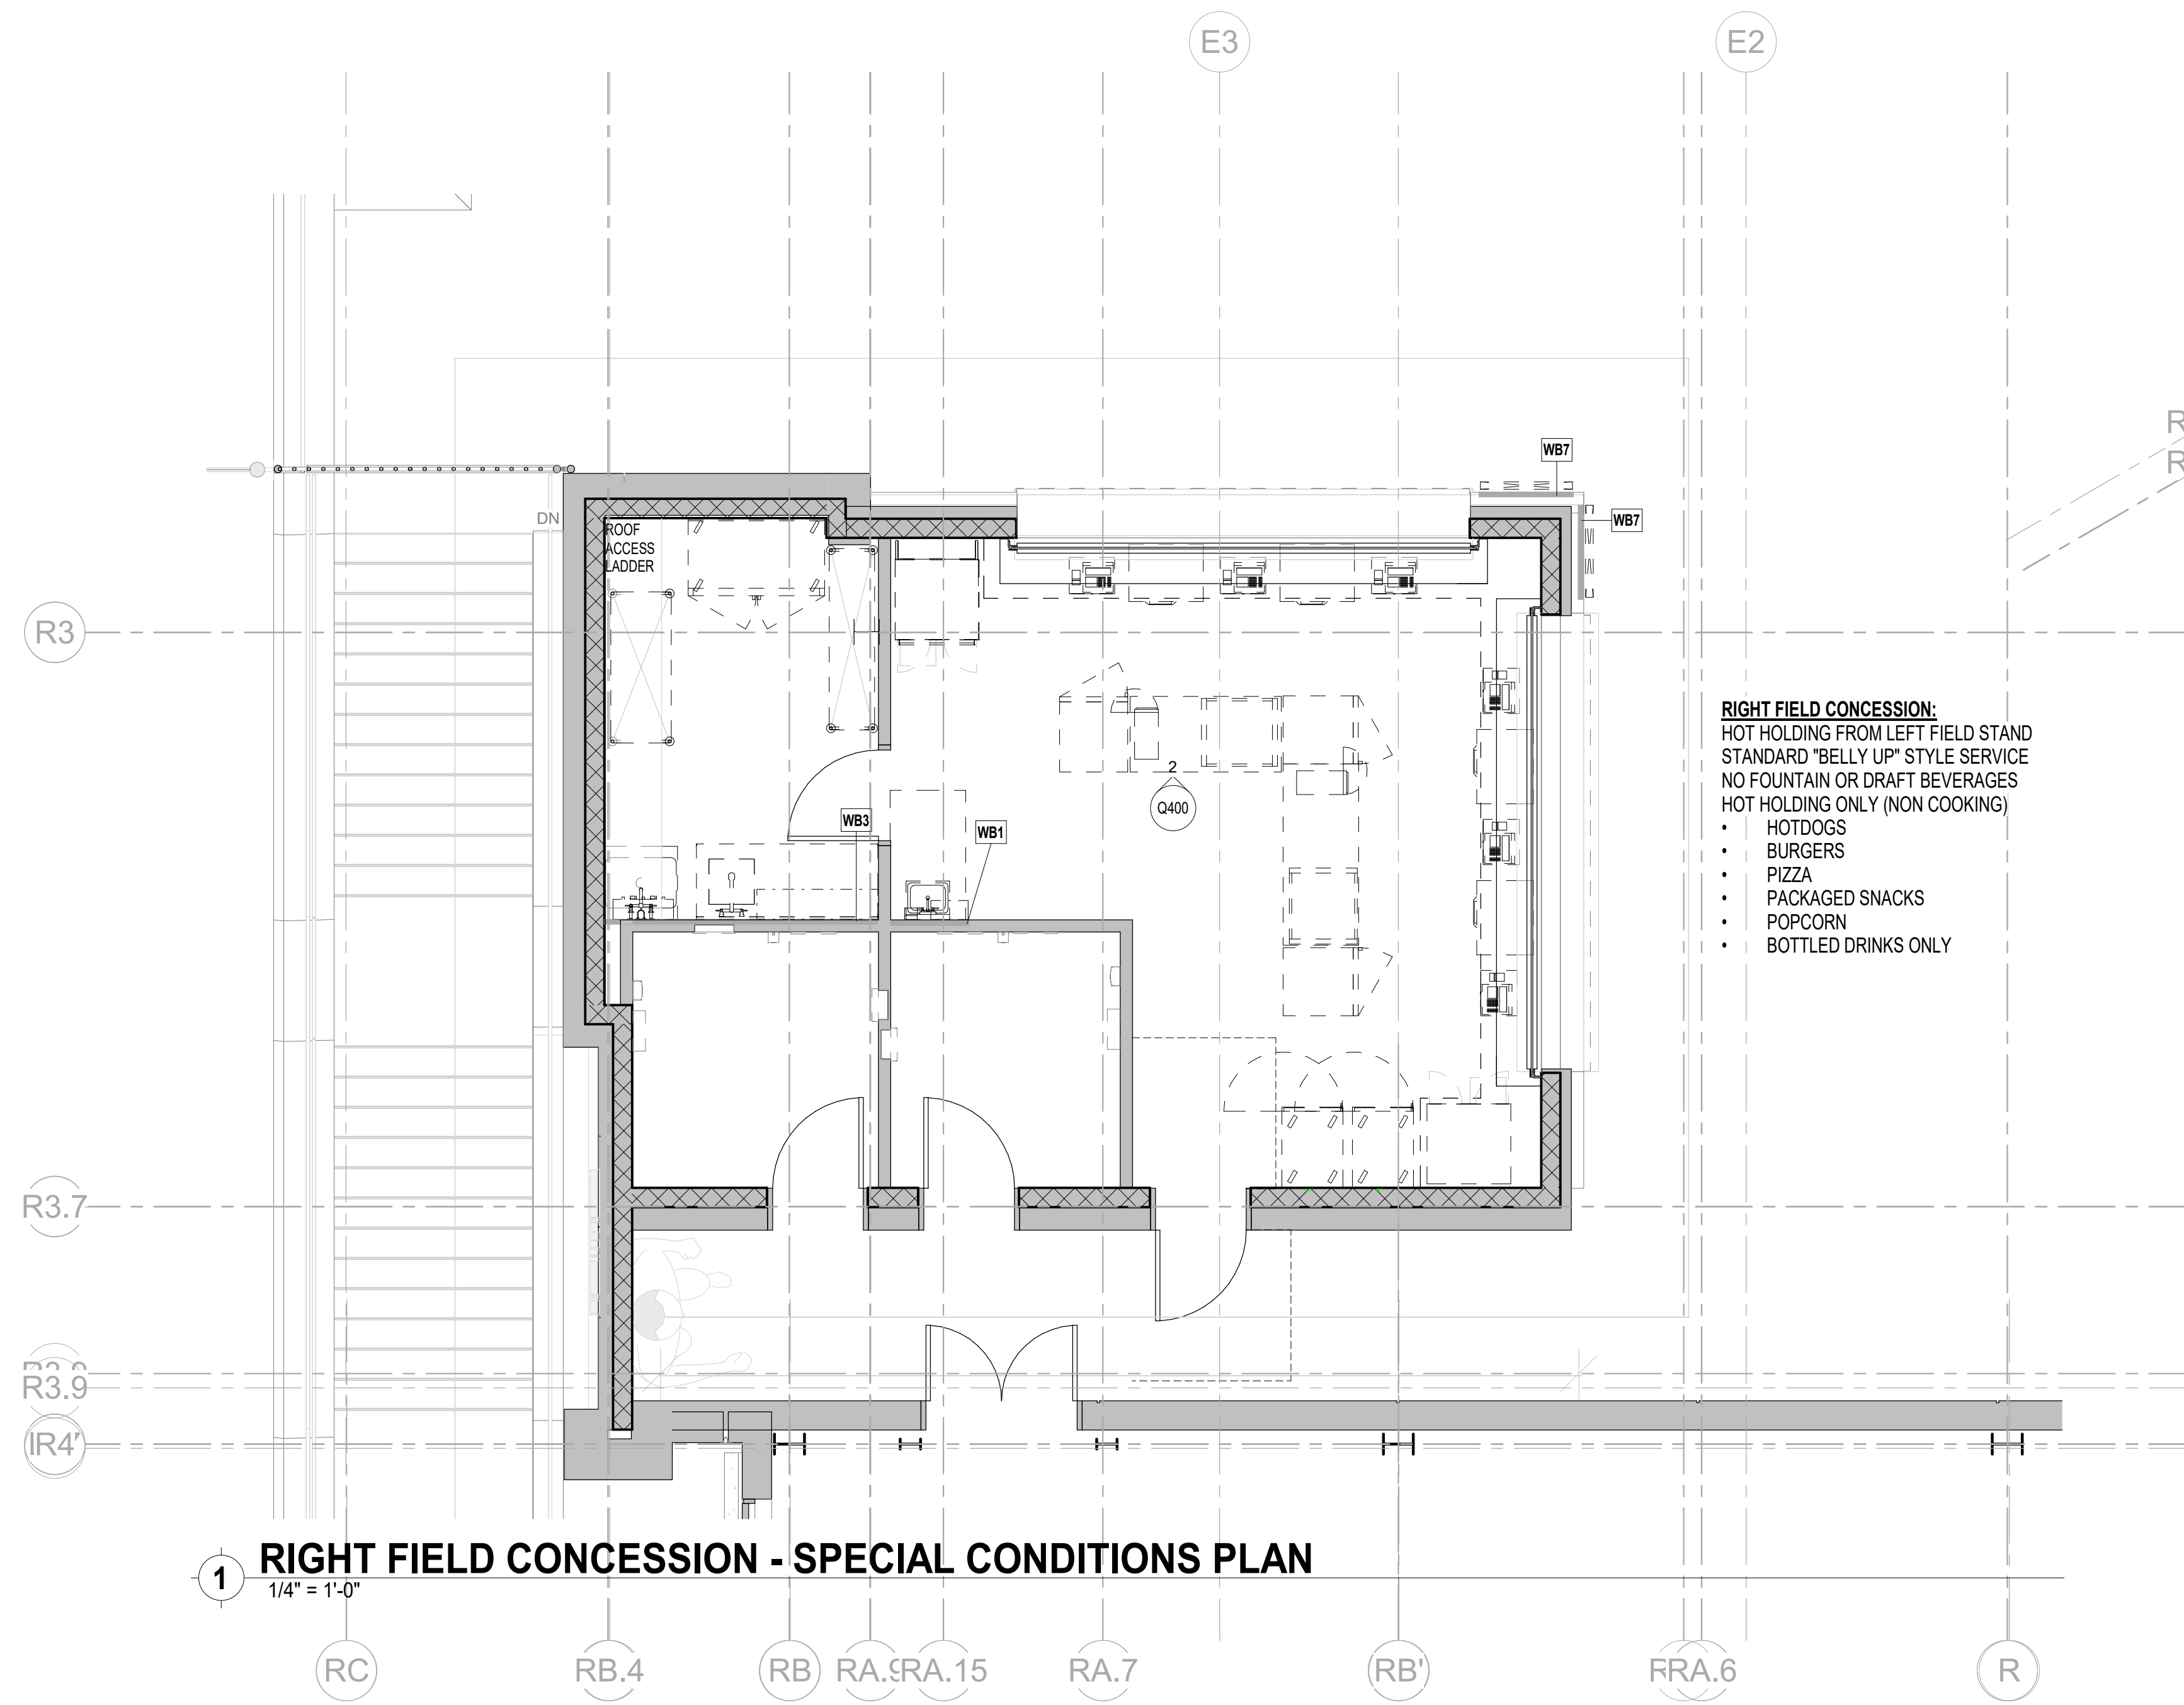 E3
E2
WB7
WB7
DN
ROOF
ACCESS
LADDER
R3
RIGHT FIELD CONCESSION:
HOT HOLDING FROM LEFT FIELD STAND
STANDARD "BELLY UP" STYLE SERVICE
NO FOUNTAIN OR DRAFT BEVERAGES
HOT HOLDING ONLY (NON COOKING)
• HOTDOGS
• BURGERS
• PIZZA
• PACKAGED SNACKS
• POPCORN
• BOTTLED DRINKS ONLY
2
Q400
WB3
WB1
R3.7
R3.9
1
RIGHT FIELD CONCESSION - SPECIAL CONDITIONS PLAN
1/4" = 1'-0"
RC
RB.4
RB
RA.15
RA.7
RB'
RA.6
R